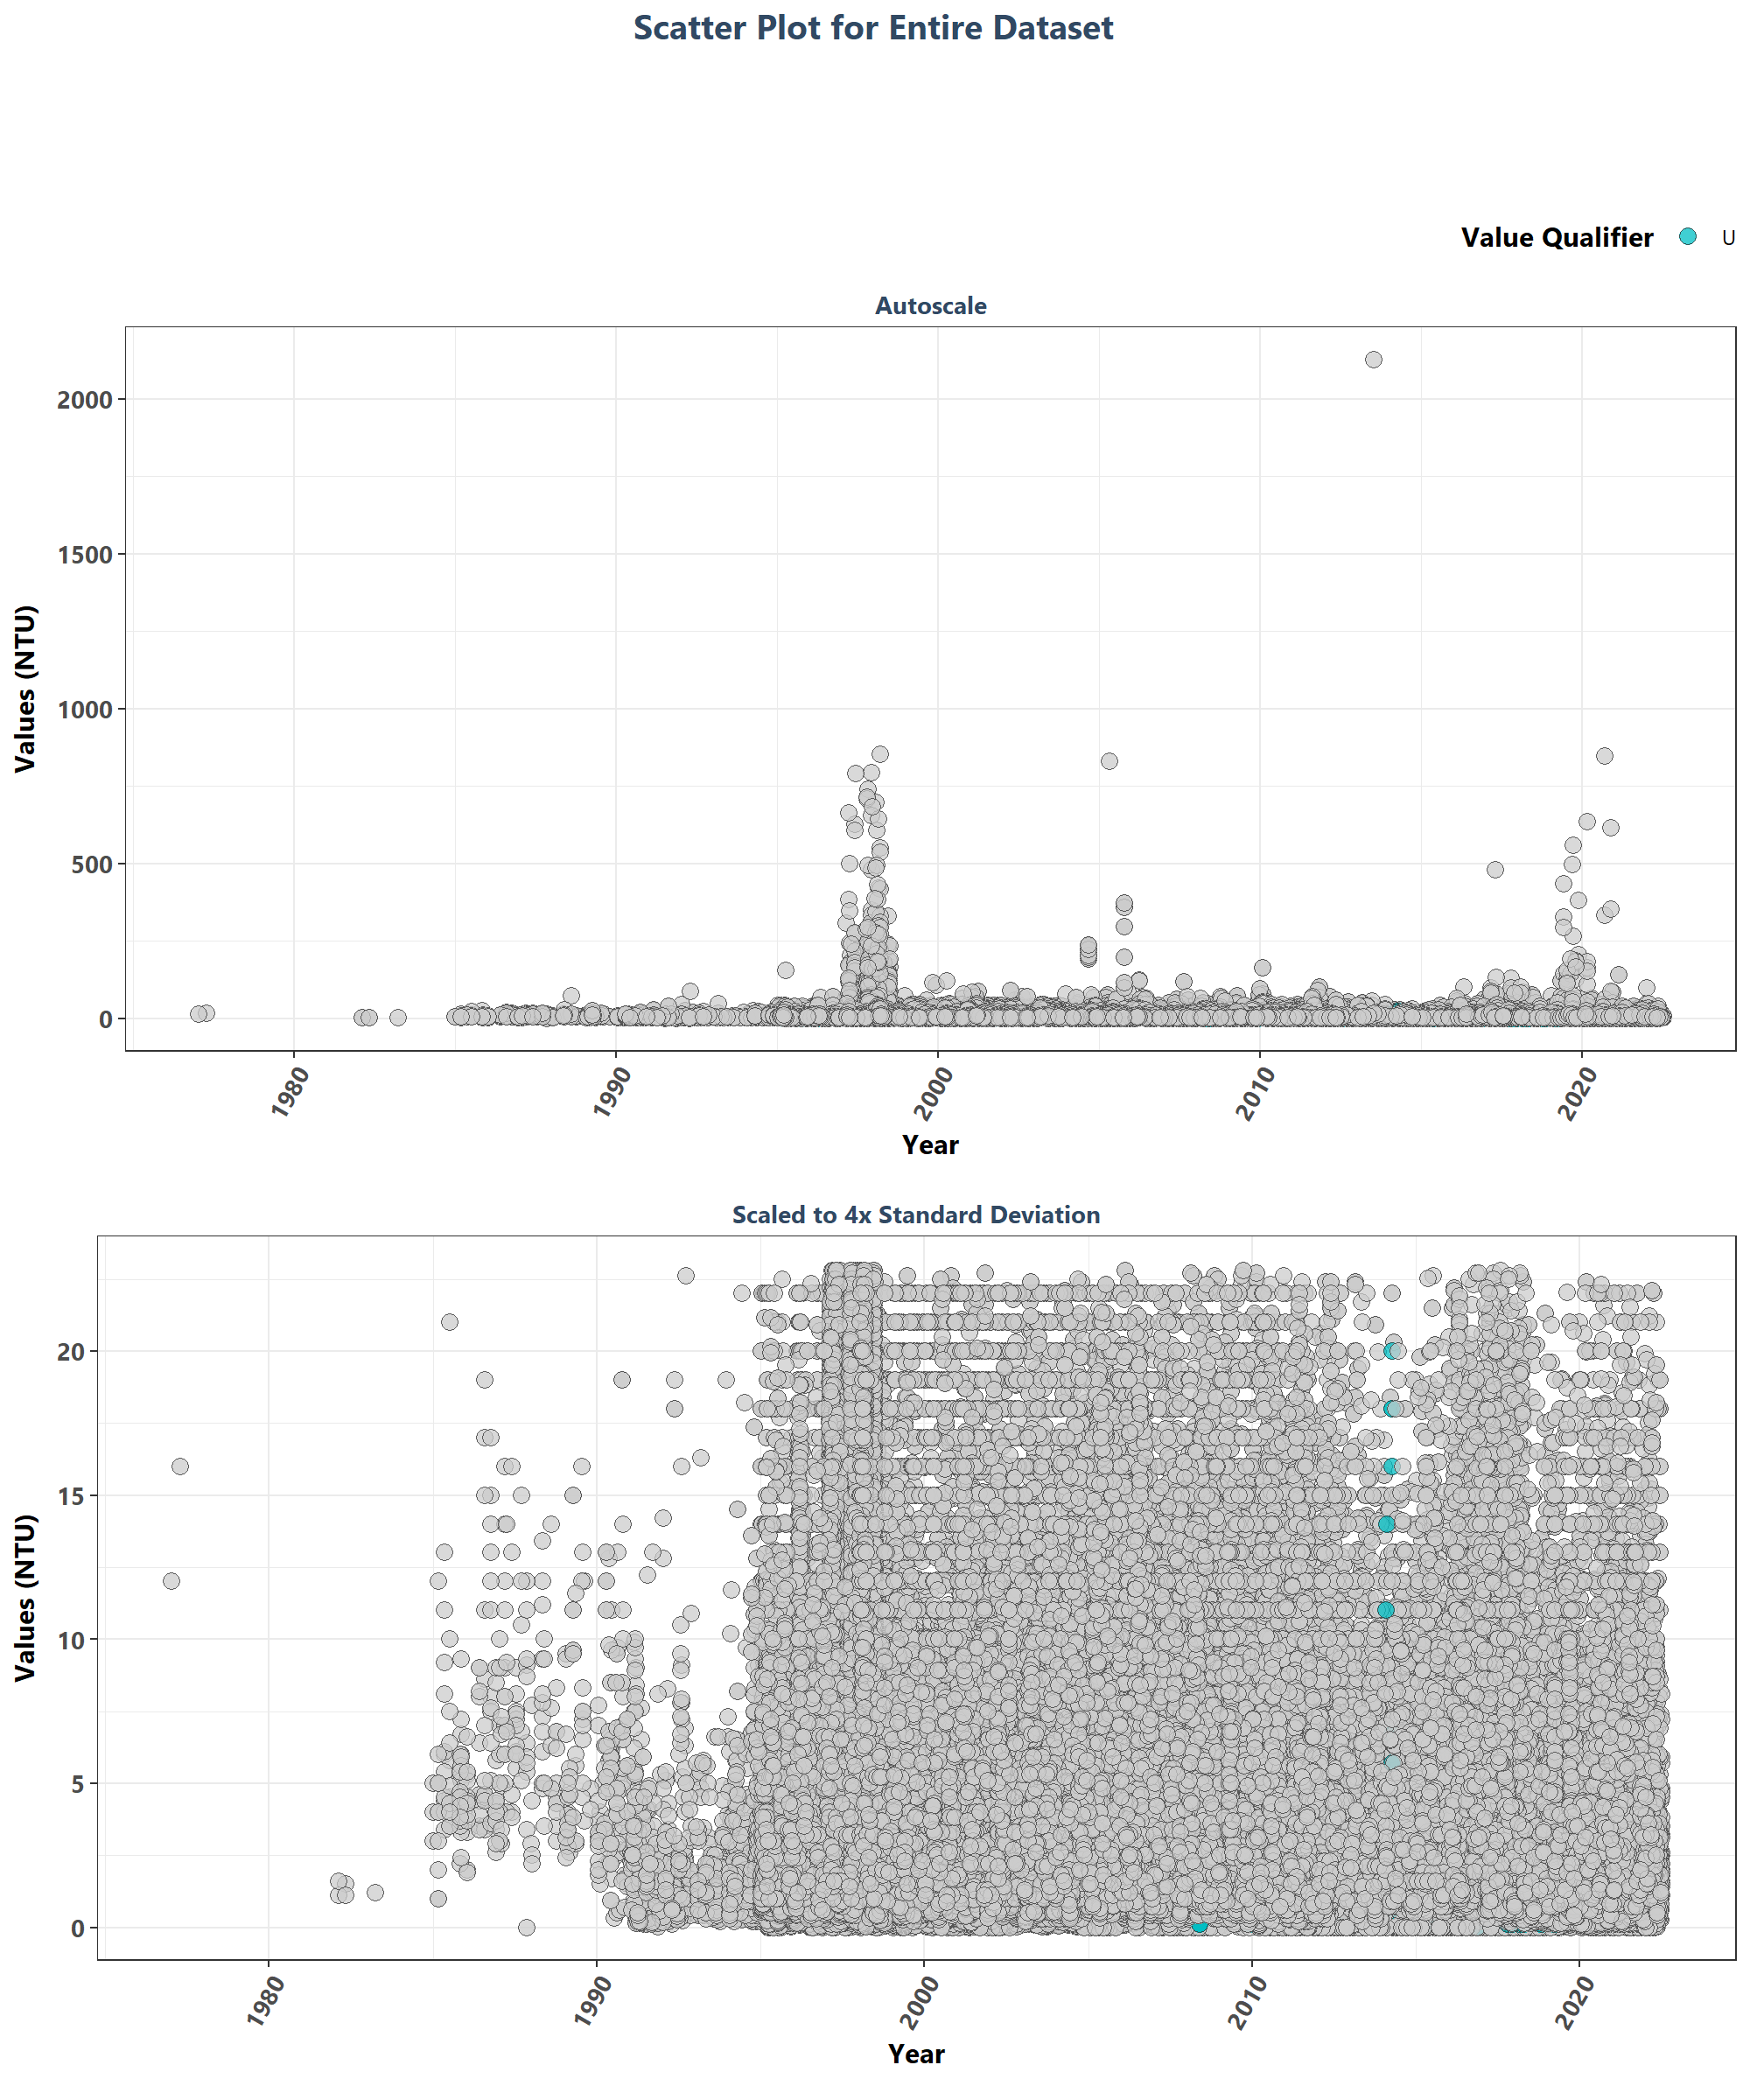 Scatter Plot for Entire Dataset
Value Qualifier U
Autoscale
2000
1500
1000
500
0
Values (NTU)
1980 1990 2000 2010 2020
Year
Scaled to 4x Standard Deviation
20
15
10
5
0
Values (NTU)
1980 1990 2000 2010 2020
Year